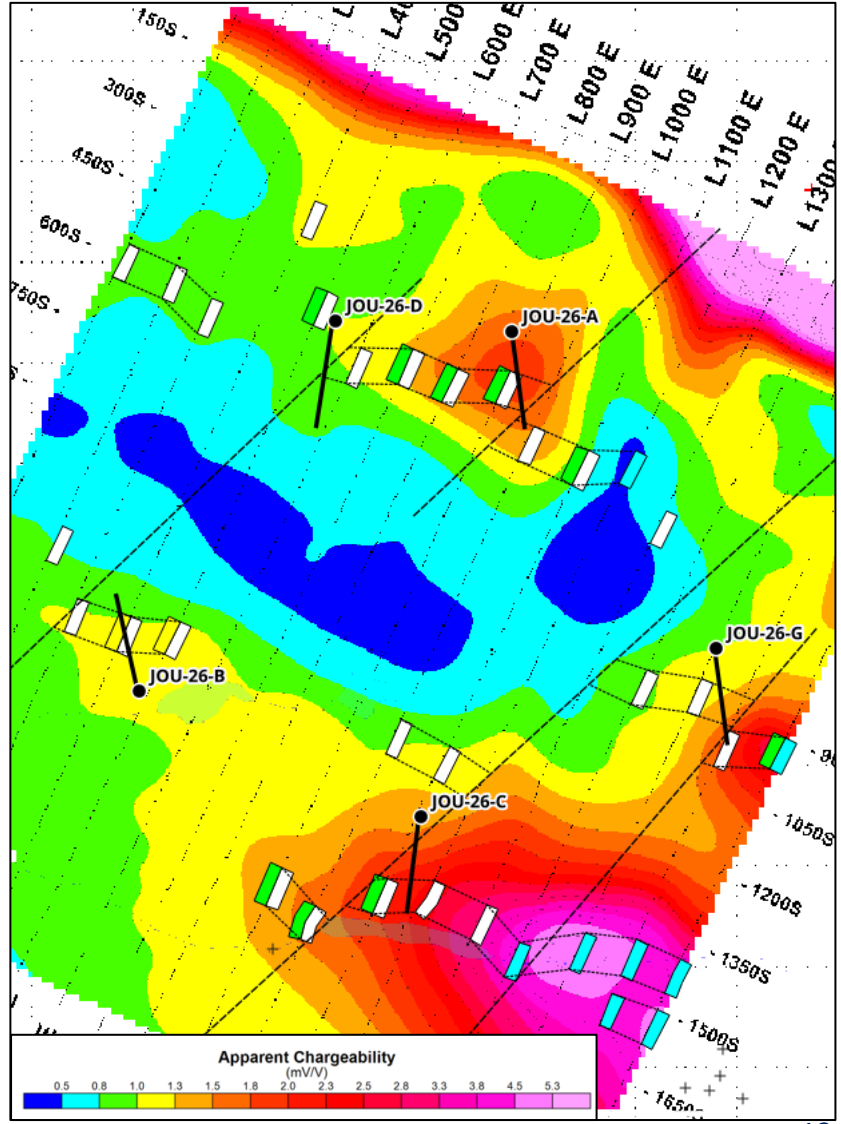 150S -
300S -
450S -
600S -
750S -
L500
L600 E
L700 E
L800 E
L900 E
L1000 E
L1100 E
L1200 E
L1300
JOU-26-D
JOU-26-A
JOU-26-G
JOU-26-B
JOU-26-C
- 1050S
- 1200S
- 1350S
- 1500S
- 1650S
Apparent Chargeability
(mV/V)
0.5 0.8 1.0 1.3 1.5 1.8 2.0 2.3 2.5 2.8 3.3 3.8 4.5 5.3